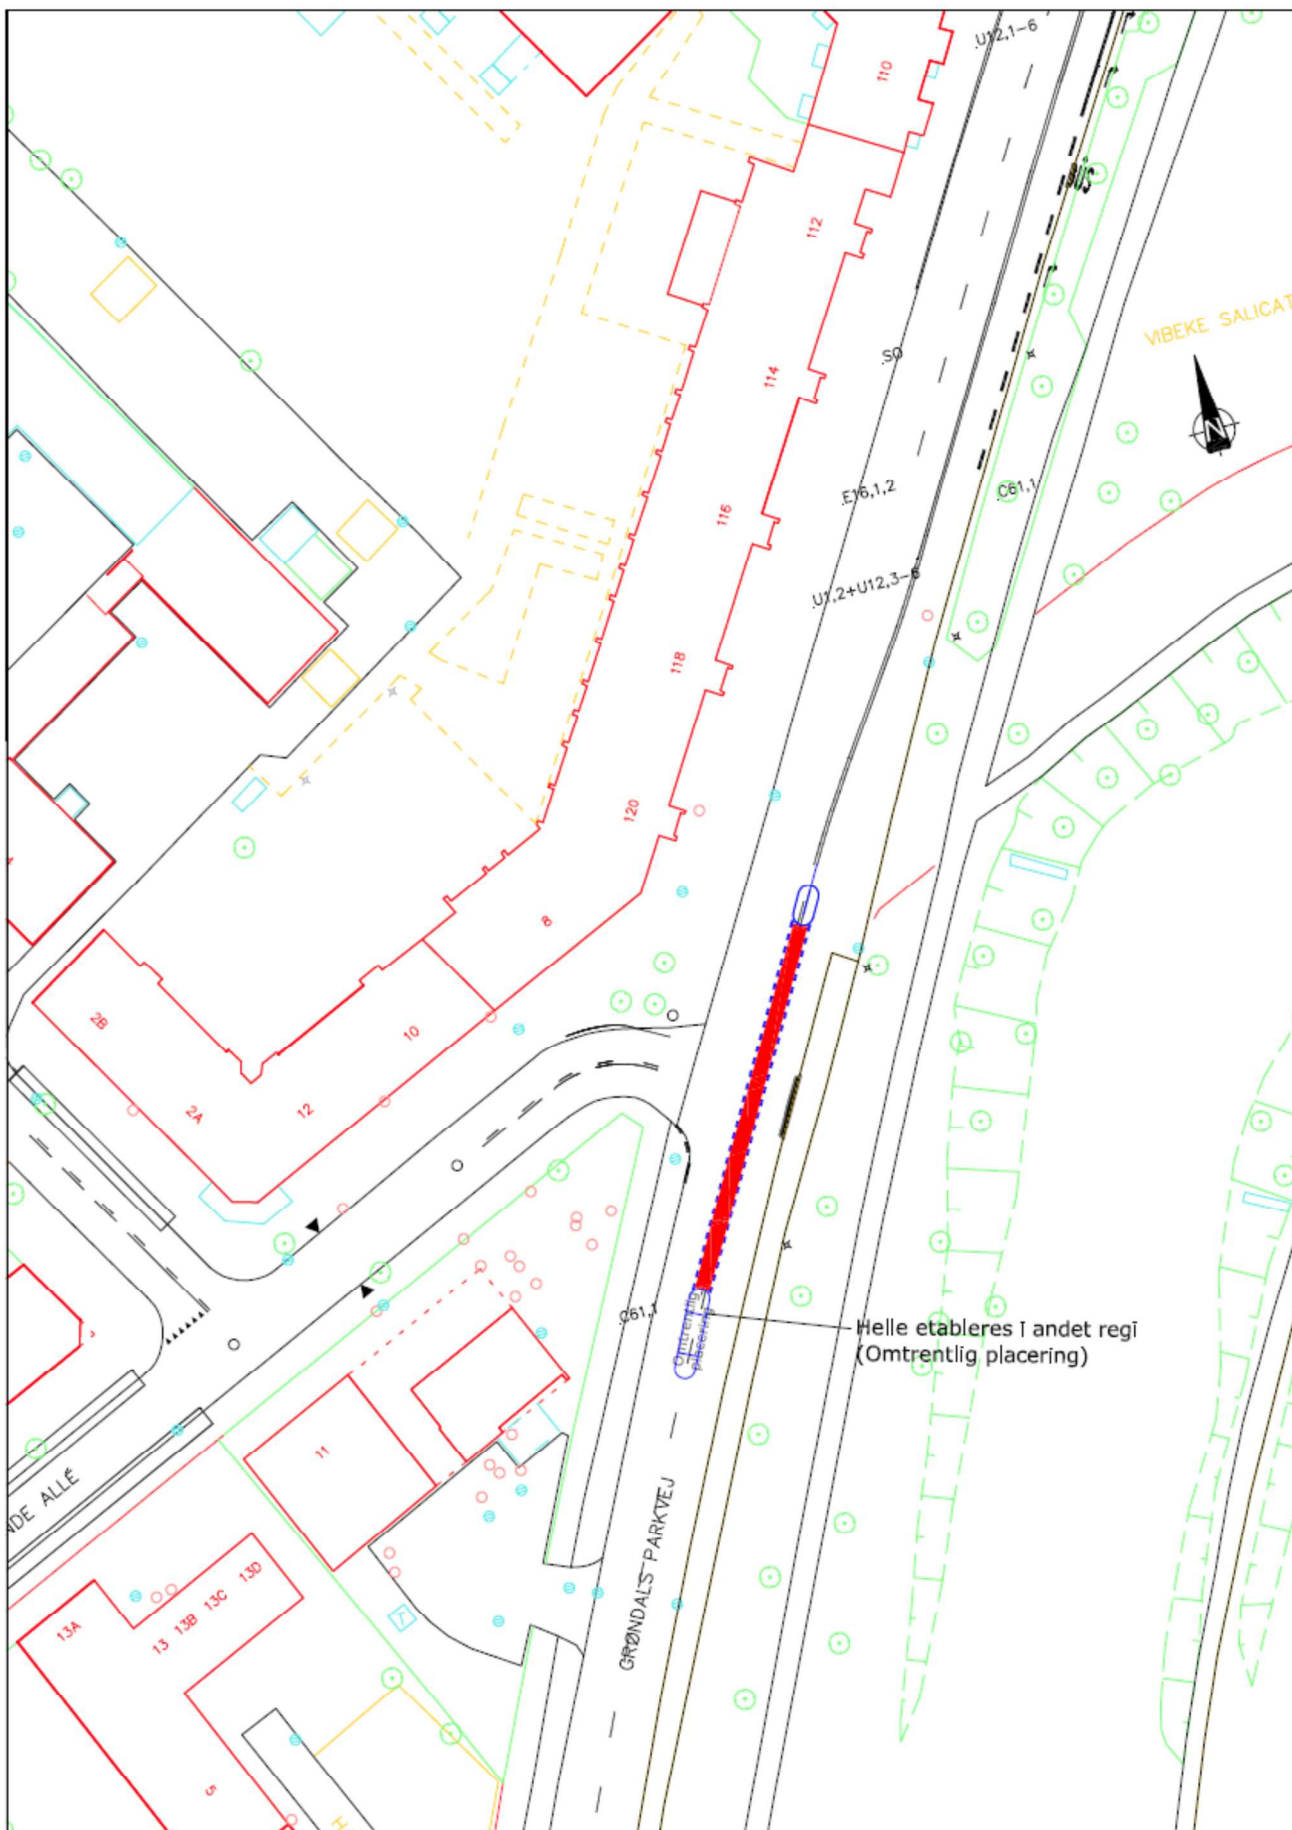 .U12,1-6
110
112
VIBEKE SALICAT
N
.S0
114
.E16,1,2
.C61,1
116
.U1,2+U12,3-6
118
120
8
2B
10
2A
12
Omtrentlig
placering
.C61,1
Helle etableres i andet regi
(Omtrentlig placering)
11
NDE ALLÉ
GRØNDALS PARKVEJ
13D
13C
13B
13
13A
5
H